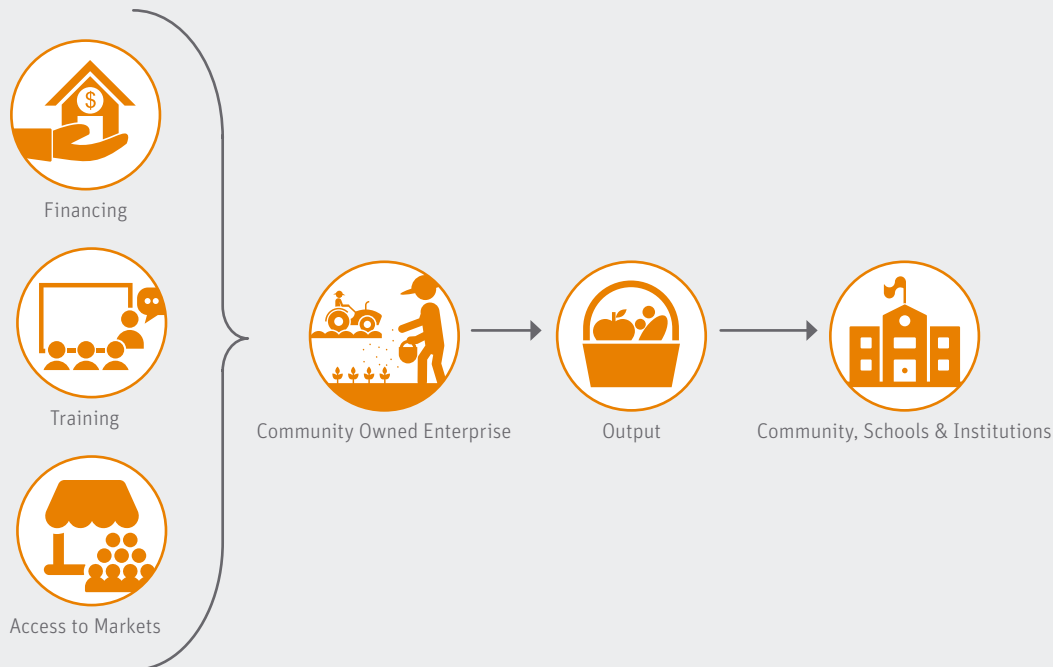 $
Financing
Training
Access to Markets
Community Owned Enterprise
Output
Community, Schools & Institutions